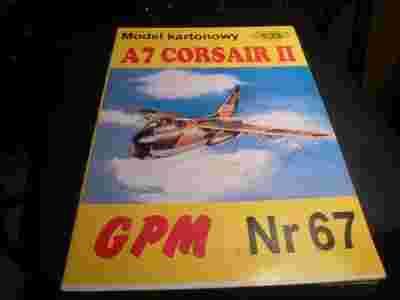 Model kartonowy
A7 CORSAIR II
GPM Nr 67